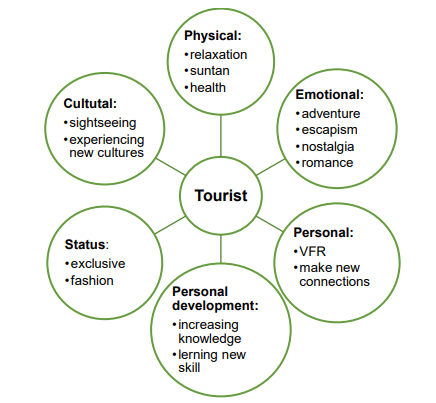 Physical:
•relaxation
•suntan
•health
Emotional:
•adventure
•escapism
•nostalgia
•romance
Cultutal:
•sightseeing
•experiencing
new cultures
Tourist
Personal:
•VFR
•make new
connections
Status:
•exclusive
•fashion
Personal
development:
•increasing
knowledge
•lerning new
skill